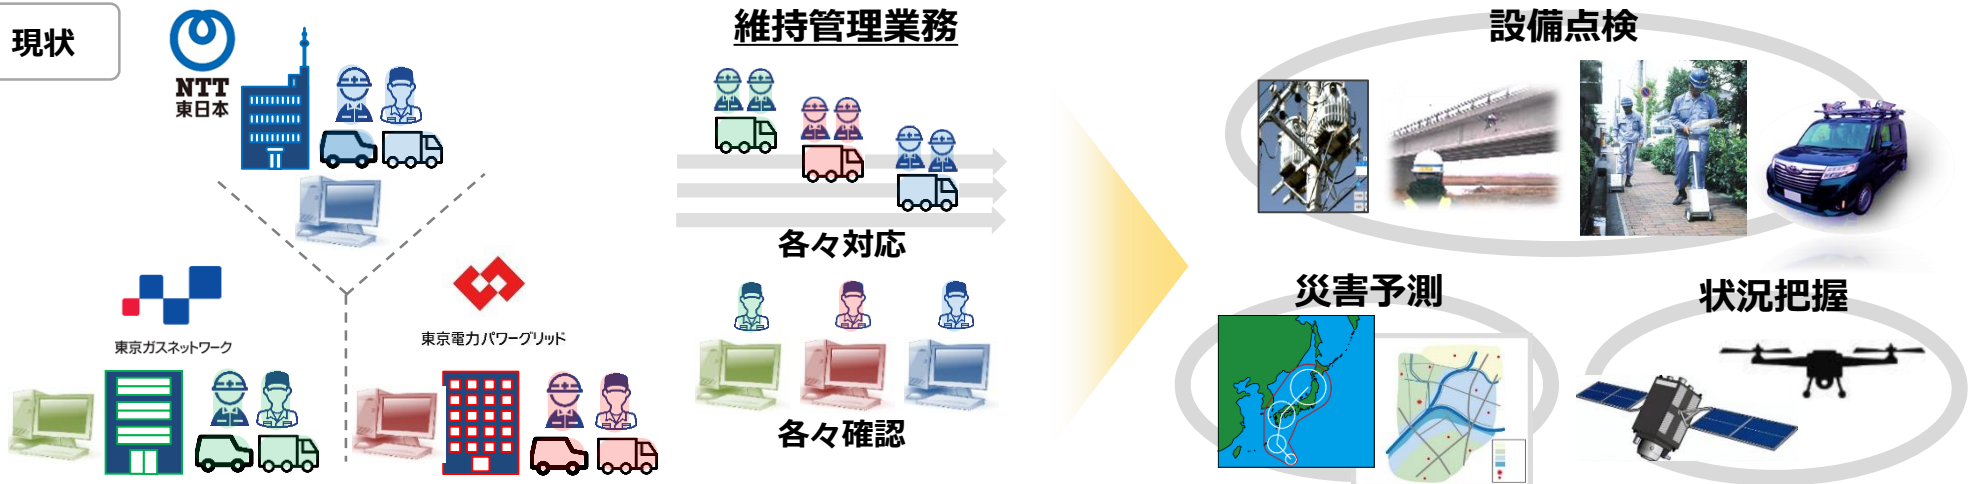 現状
NTT
東日本
東京ガスネットワーク
東京電力パワーグリッド
維持管理業務
各々対応
各々確認
設備点検
災害予測
状況把握